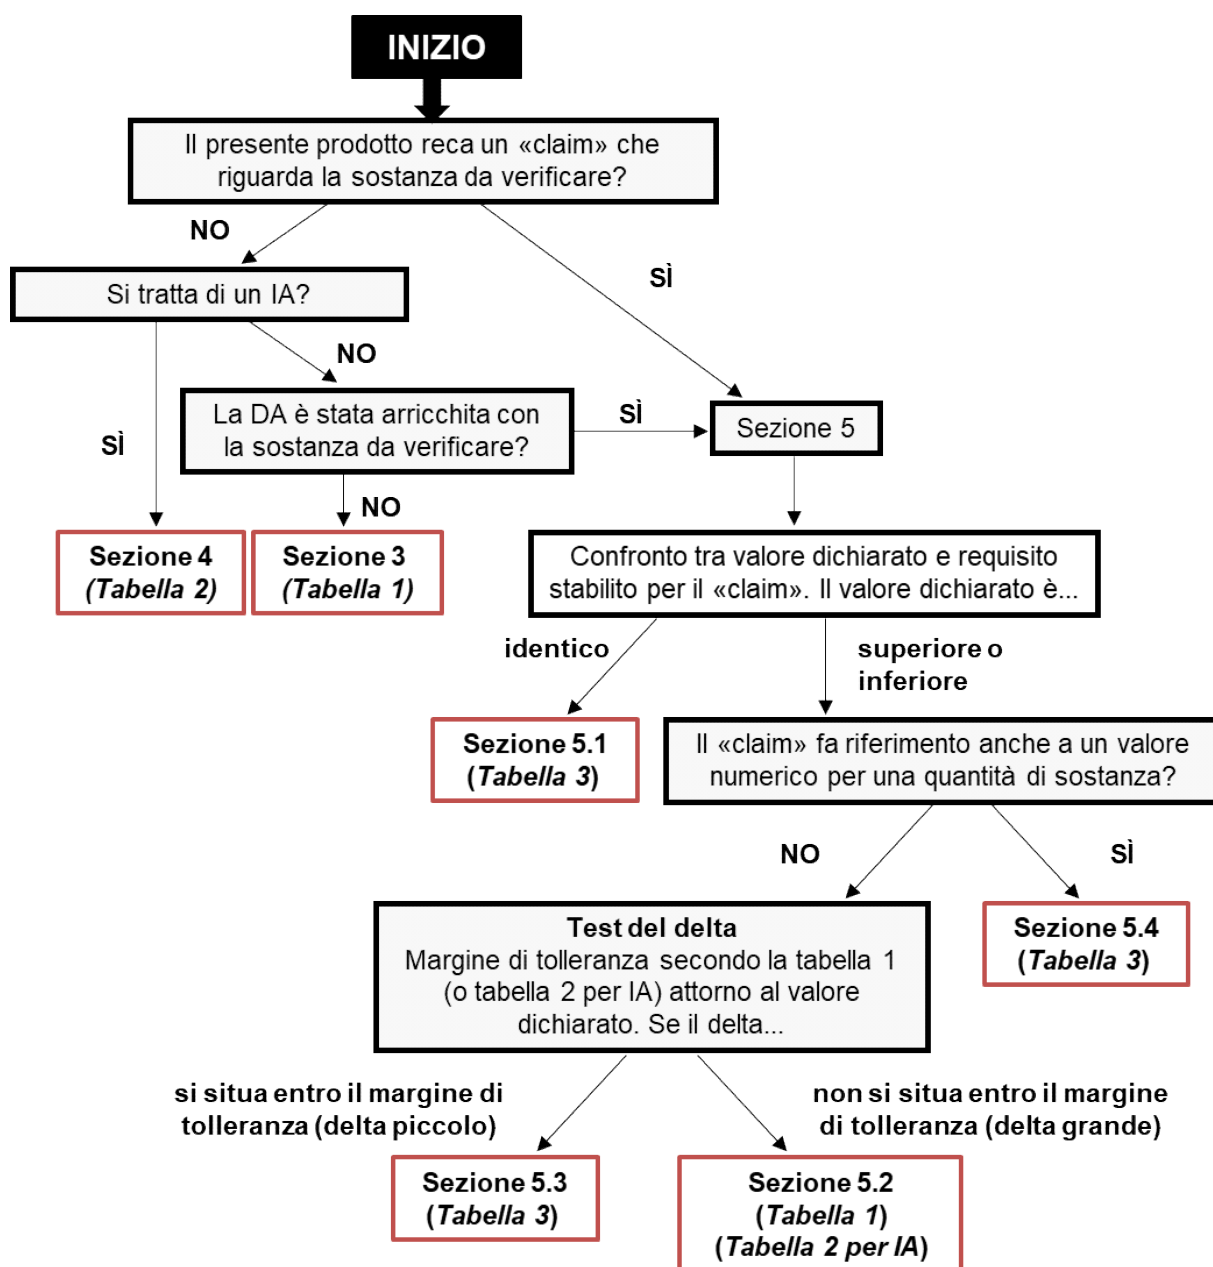 INIZIO
Il presente prodotto reca un «claim» che
riguarda la sostanza da verificare?
NO
SÌ
Si tratta di un IA?
NO
SÌ
La DA è stata arricchita con
la sostanza da verificare?
SÌ
Sezione 5
NO
Sezione 4
(Tabella 2)
Sezione 3
(Tabella 1)
Confronto tra valore dichiarato e requisito
stabilito per il «claim». Il valore dichiarato è...
identico
superiore o
inferiore
Sezione 5.1
(Tabella 3)
Il «claim» fa riferimento anche a un valore
numerico per una quantità di sostanza?
NO
SÌ
Test del delta
Margine di tolleranza secondo la tabella 1
(o tabella 2 per IA) attorno al valore
dichiarato. Se il delta...
Sezione 5.4
(Tabella 3)
si situa entro il margine di
tolleranza (delta piccolo)
non si situa entro il margine
di tolleranza (delta grande)
Sezione 5.3
(Tabella 3)
Sezione 5.2
(Tabella 1)
(Tabella 2 per IA)